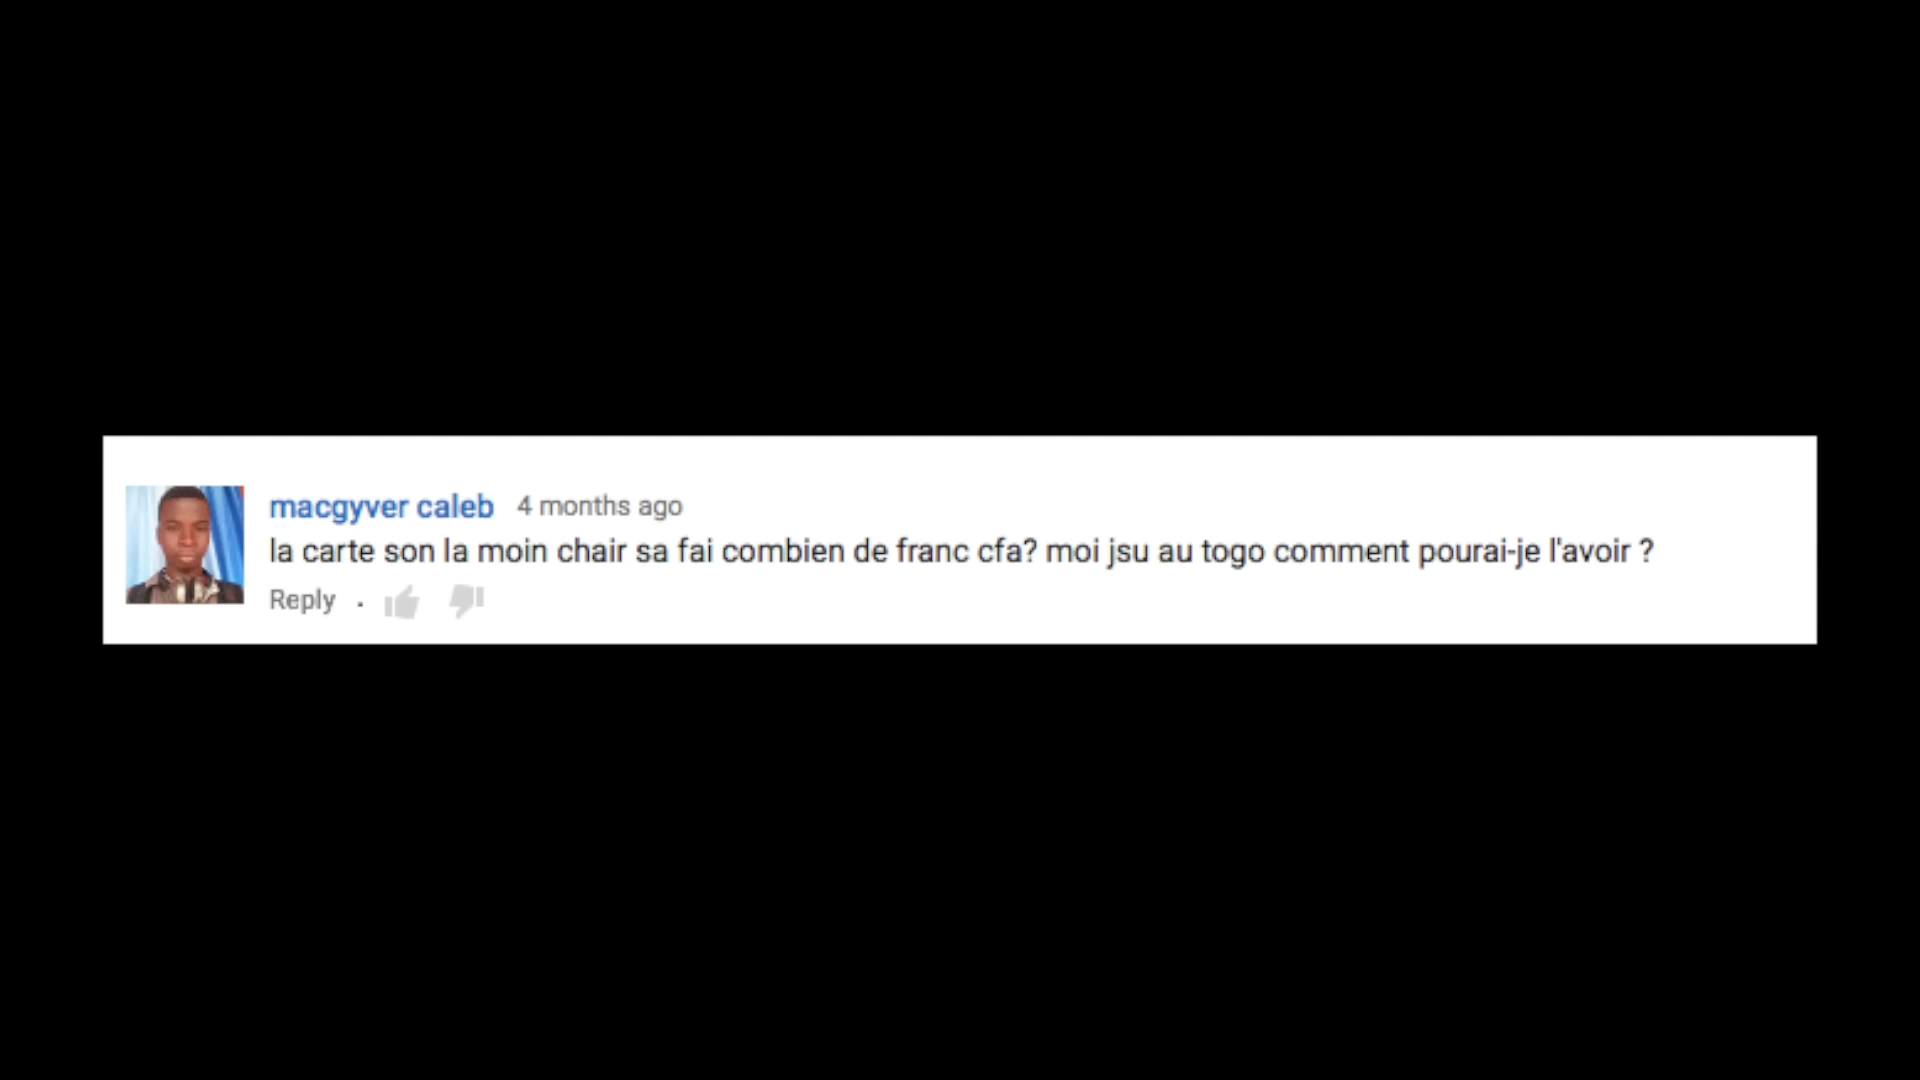 macgyver caleb 4 months ago
la carte son la moin chair sa fai combien de franc cfa? moi jsu au togo comment pourai-je l'avoir ?
Reply .